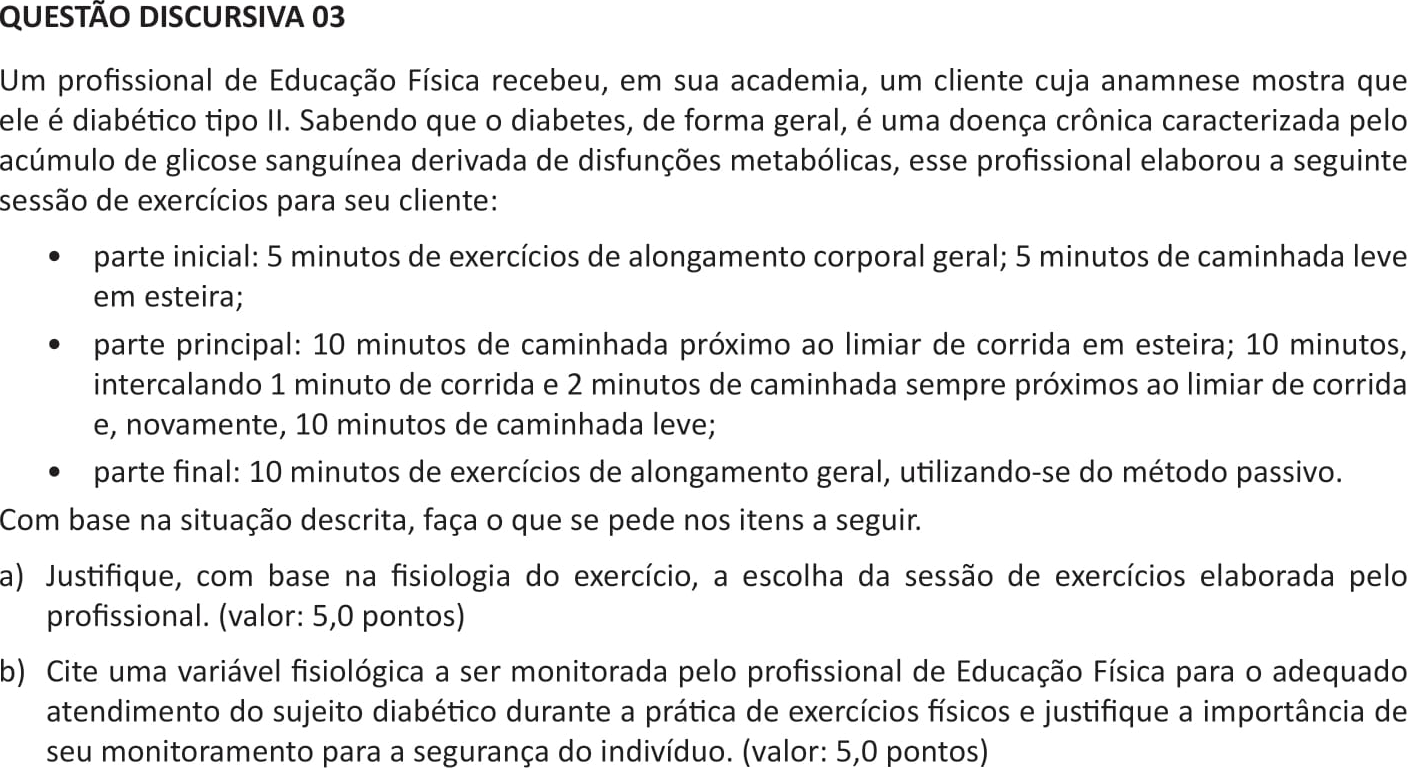 QUESTÃO DISCURSIVA 03
Um profissional de Educação Física recebeu, em sua academia, um cliente cuja anamnese mostra que
ele é diabético tipo II. Sabendo que o diabetes, de forma geral, é uma doença crônica caracterizada pelo
acúmulo de glicose sanguínea derivada de disfunções metabólicas, esse profissional elaborou a seguinte
sessão de exercícios para seu cliente:
• parte inicial: 5 minutos de exercícios de alongamento corporal geral; 5 minutos de caminhada leve
em esteira;
• parte principal: 10 minutos de caminhada próximo ao limiar de corrida em esteira; 10 minutos,
intercalando 1 minuto de corrida e 2 minutos de caminhada sempre próximos ao limiar de corrida
e, novamente, 10 minutos de caminhada leve;
• parte final: 10 minutos de exercícios de alongamento geral, utilizando-se do método passivo.
Com base na situação descrita, faça o que se pede nos itens a seguir.
a) Justifique, com base na fisiologia do exercício, a escolha da sessão de exercícios elaborada pelo
profissional. (valor: 5,0 pontos)
b) Cite uma variável fisiológica a ser monitorada pelo profissional de Educação Física para o adequado
atendimento do sujeito diabético durante a prática de exercícios físicos e justifique a importância de
seu monitoramento para a segurança do indivíduo. (valor: 5,0 pontos)